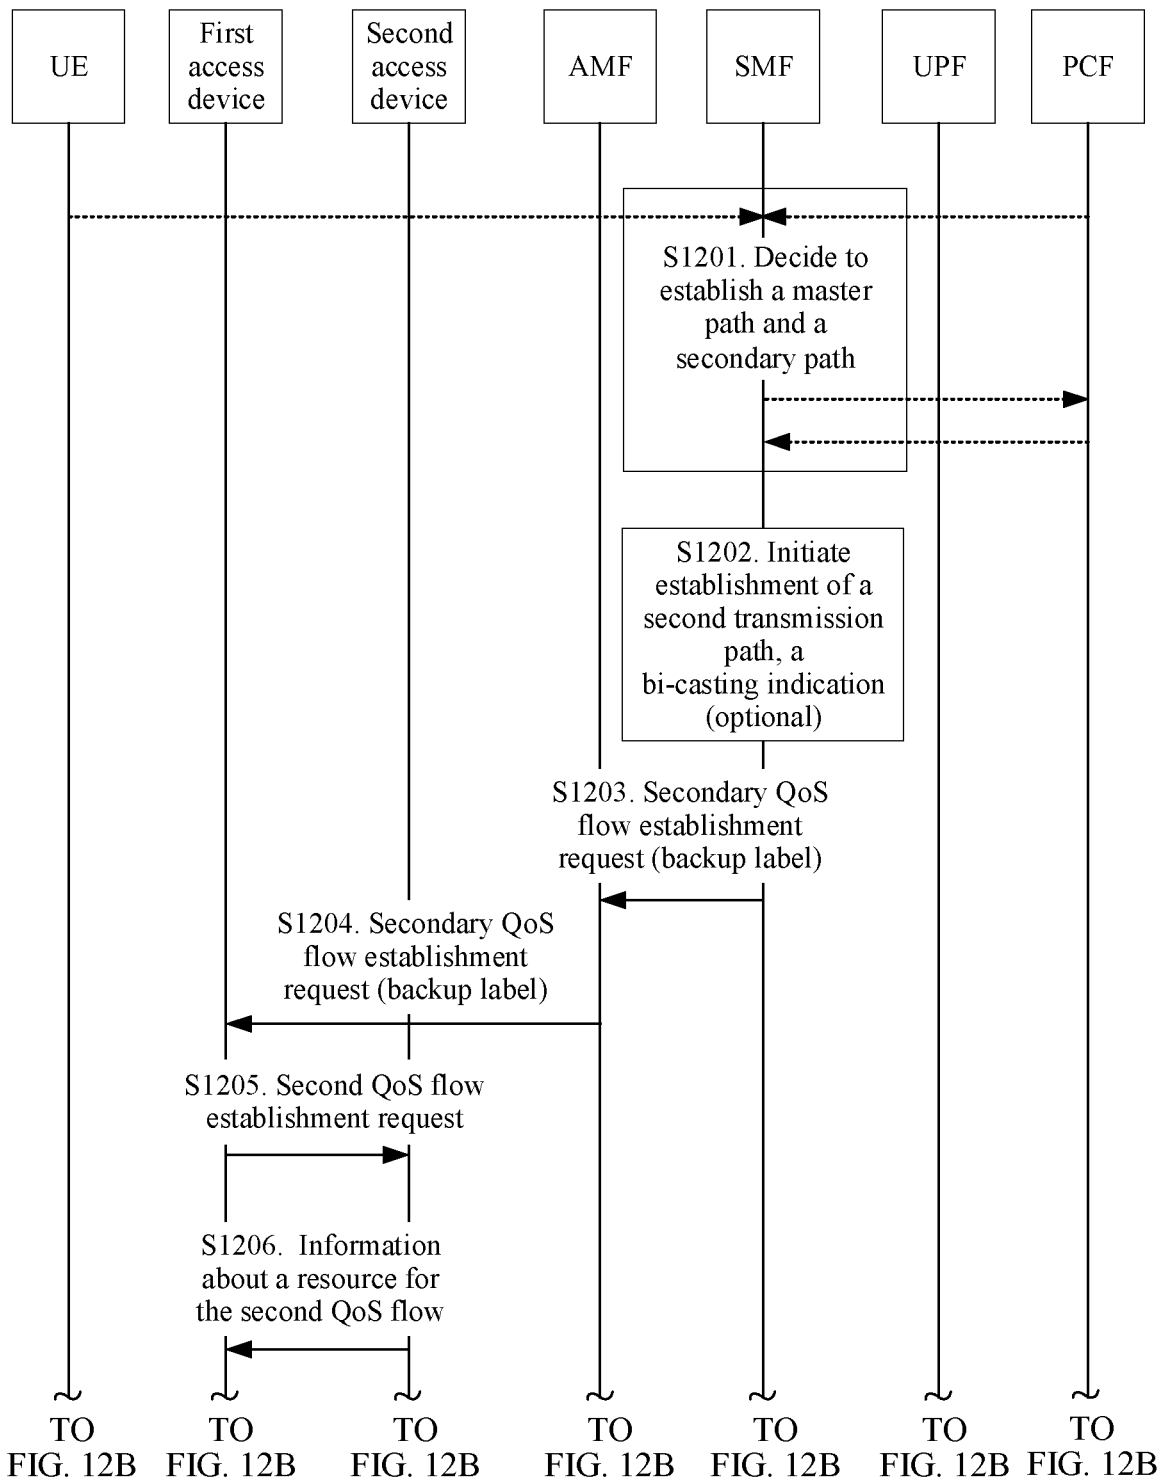 UE
First
access
device
Second
access
device
AMF
SMF
UPF
PCF
S1201. Decide to
establish a master
path and a
secondary path
S1202. Initiate
establishment of a
second transmission
path, a
bi-casting indication
(optional)
S1203. Secondary QoS
flow establishment
request (backup label)
S1204. Secondary QoS
flow establishment
request (backup label)
S1205. Second QoS flow
establishment request
S1206. Information
about a resource for
the second QoS flow
TO
FIG. 12B
TO
FIG. 12B
TO
FIG. 12B
TO
FIG. 12B
TO
FIG. 12B
TO
FIG. 12B
TO
FIG. 12B